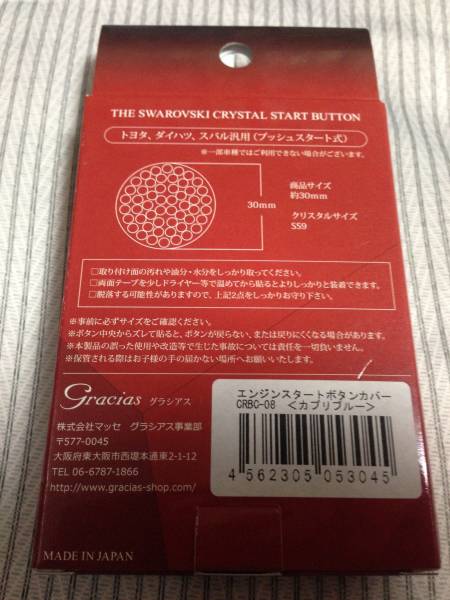 THE SWAROVSKI CRYSTAL START BUTTON
トヨタ、ダイハツ、スバル汎用(プッシュスタート式)
※一部車種ではご利用できない場合がございます。
30mm
商品サイズ
約30mm
クリスタルサイズ
SS9
□取り付け面の汚れや油分・水分をしっかり取ってください。
□両面テープを少しドライヤー等で温めてから貼るとよりしっかりと装着できます。
□脱落する可能性がありますので、上記2点をしっかりお守り下さい。
※事前に必ずサイズをご確認ください。
※ボタン中央からズレて貼ると、ボタンが戻らない、または戻りにくくなる場合があります。
※本製品の誤った使用や改造等で生じた事故については責任を一切負いません。
※保管される際はお子様の手の届かない場所へお願いいたします。
Gracias グラシアス
株式会社マッセ グラシアス事業部
〒577-0045
大阪府東大阪市西堤本通東2-1-12
TEL 06-6787-1866
http://www.gracias-shop.com/
エンジンスタートボタンカバー
CRBC-08 <カプリブルー>
4 562305 053045
MADE IN JAPAN